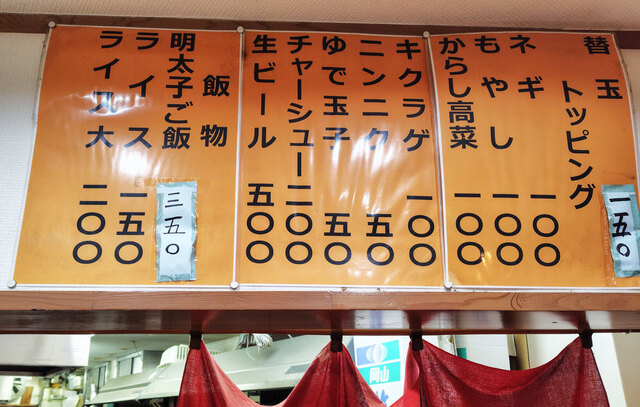 替玉 一五〇
トッピング
ネギ 一〇〇
もやし 一〇〇
からし高菜 一〇〇
キクラゲ 一〇〇
ニンニク 五〇
ゆで玉子 五〇
チャーシュー 二〇〇
生ビール 五〇〇
飯物
明太子ご飯 三五〇
ライス 一五〇
ライス大 二〇〇
岡山